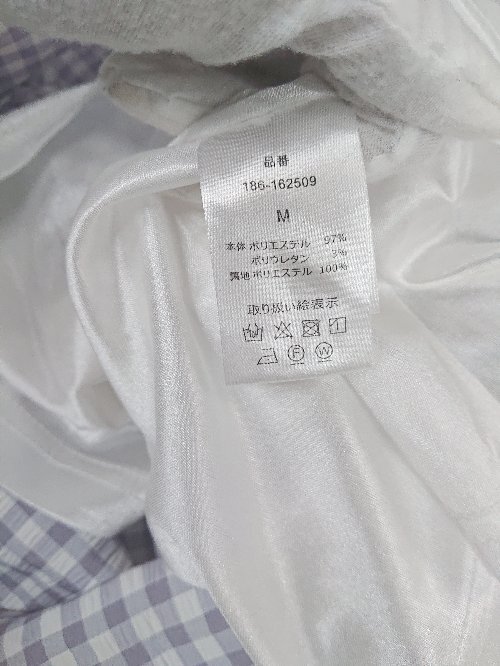 品番
186-162509
M
本体 ポリエステル 97%
ポリウレタン 3%
裏地 ポリエステル 100%
取り扱い絵表示
F W